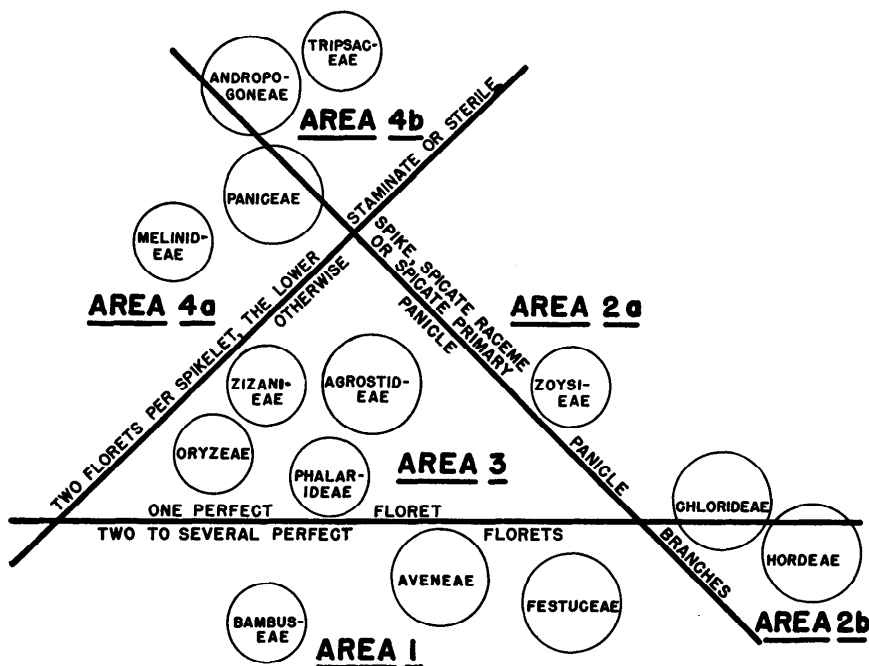 TRIPSAC-
EAE
ANDROPO-
GONEAE
AREA 4b
STAMINATE OR STERILE
PANICEAE
MELINID-
EAE
AREA 4a
TWO FLORETS PER SPIKELET, THE LOWER
OTHERWISE
SPIKE, SPICATE RACEME
OR SPICATE PRIMARY
PANICLE
AREA 2a
ZIZANI-
EAE
AGROSTID-
EAE
ZOYSI-
EAE
ORYZEAE
PHALAR-
IDEAE
AREA 3
PANICLE
BRANCHES
CHLORIDEAE
ONE PERFECT FLORET
TWO TO SEVERAL PERFECT FLORETS
HORDEAE
AVENEAE
FESTUCEAE
BAMBUS-
EAE
AREA 2b
AREA 1